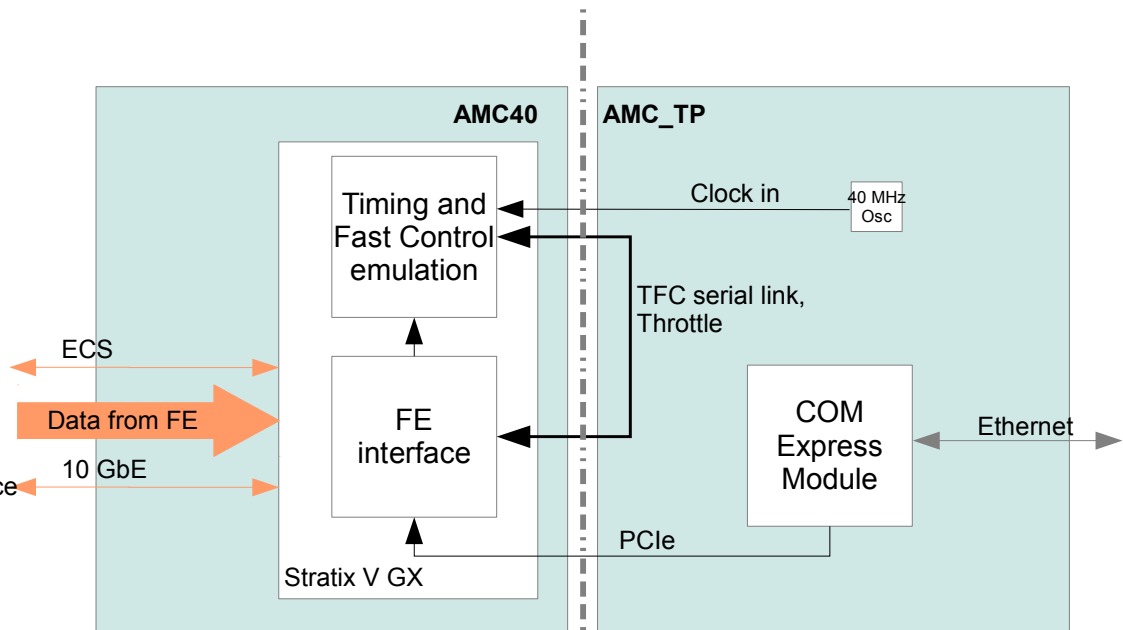 AMC40
AMC_TP
Timing and
Fast Control
emulation
Clock in
40 MHz
Osc
TFC serial link,
Throttle
ECS
Data from FE
10 GbE
ce
FE
interface
COM
Express
Module
Ethernet
PCIe
Stratix V GX